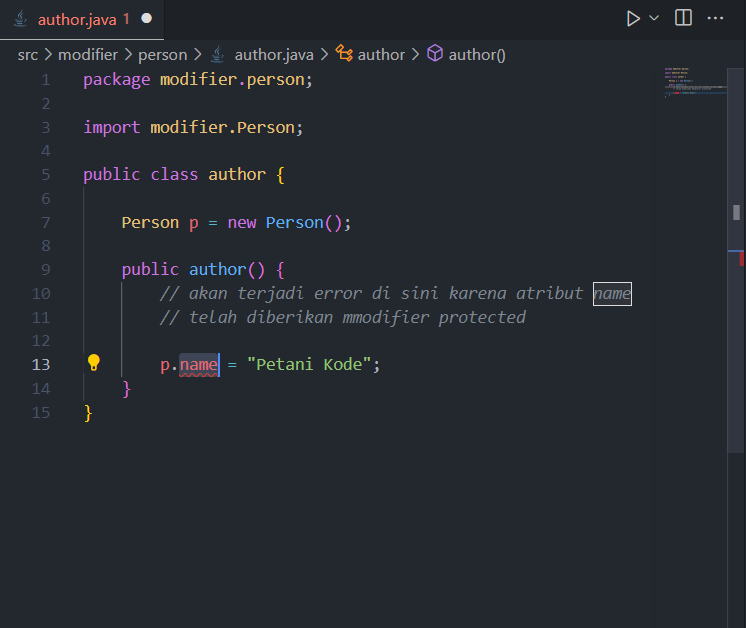 author.java 1
src > modifier > person > author.java > author > author()
1 package modifier.person;
2
3 import modifier.Person;
4
5 public class author {
6
7 Person p = new Person();
8
9 public author() {
10 // akan terjadi error di sini karena atribut name
11 // telah diberikan mmodifier protected
12
13 p.name = "Petani Kode";
14 }
15 }